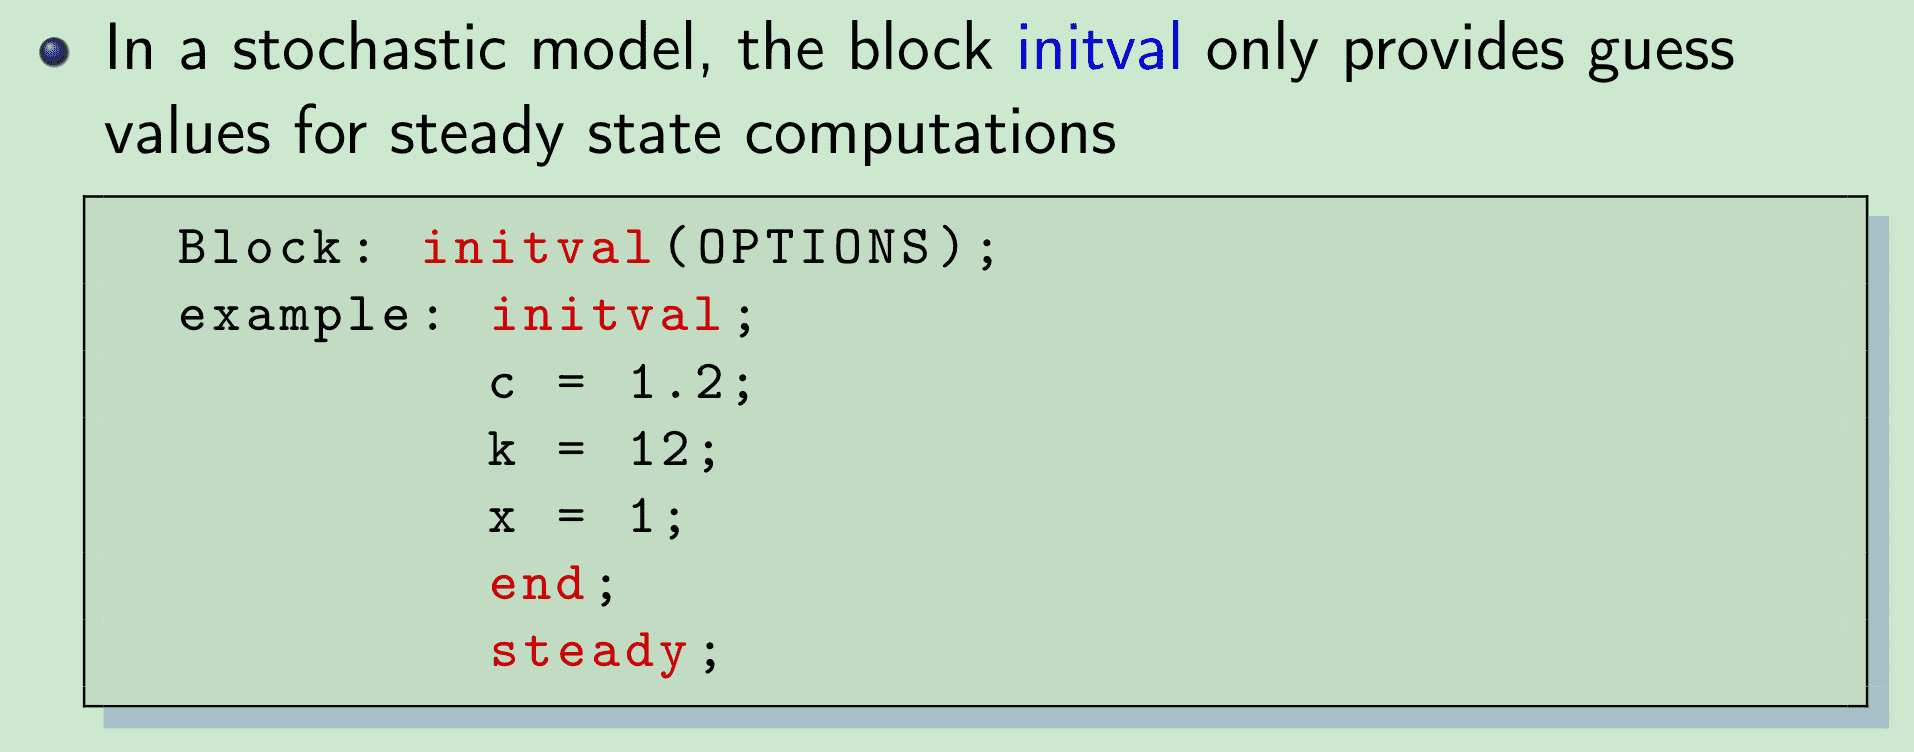 In a stochastic model, the block initval only provides guess
values for steady state computations
Block: initval(OPTIONS);
example: initval;
c = 1.2;
k = 12;
x = 1;
end;
steady;